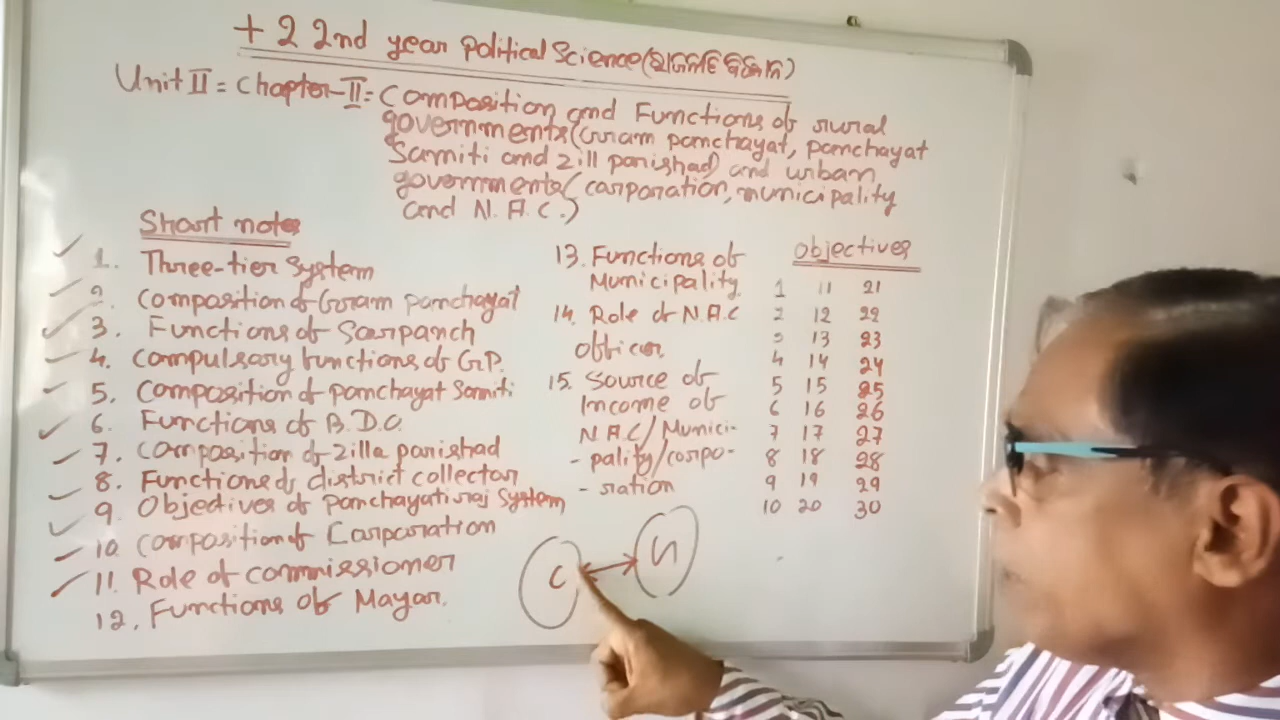 + 2 2nd year political Science (ରାଜନୀତି ବିଜ୍ଞାନ)
Unit II = Chapter-II = Composition and Functions of rural
governments (Gram panchayat, panchayat
Samiti and zill parishad) and urban
governments (corporation, municipality
and N.A.C.)
Short notes
1. Three-tier system
2. Composition of Gram panchayat
3. Functions of Sarpanch
4. Compulsory functions of G.P.
5. Composition of panchayat Samiti
6. Functions of B.D.O.
7. Composition of zilla parishad
8. Functions of district collector
9. Objectives of panchayatiraj System
10. Composition of Corporation
11. Role of commissioner
12. Functions of Mayar.
13. Functions of
Municipality
14. Role of N.A.C
Officer
15. Source of
Income of
N.A.C/Munici-
- pality/corpo-
- ration
C
G
Objectives
1 11 21
2 12 22
3 13 23
4 14 24
5 15 25
6 16 26
7 17 27
8 18 28
9 19 29
10 20 30